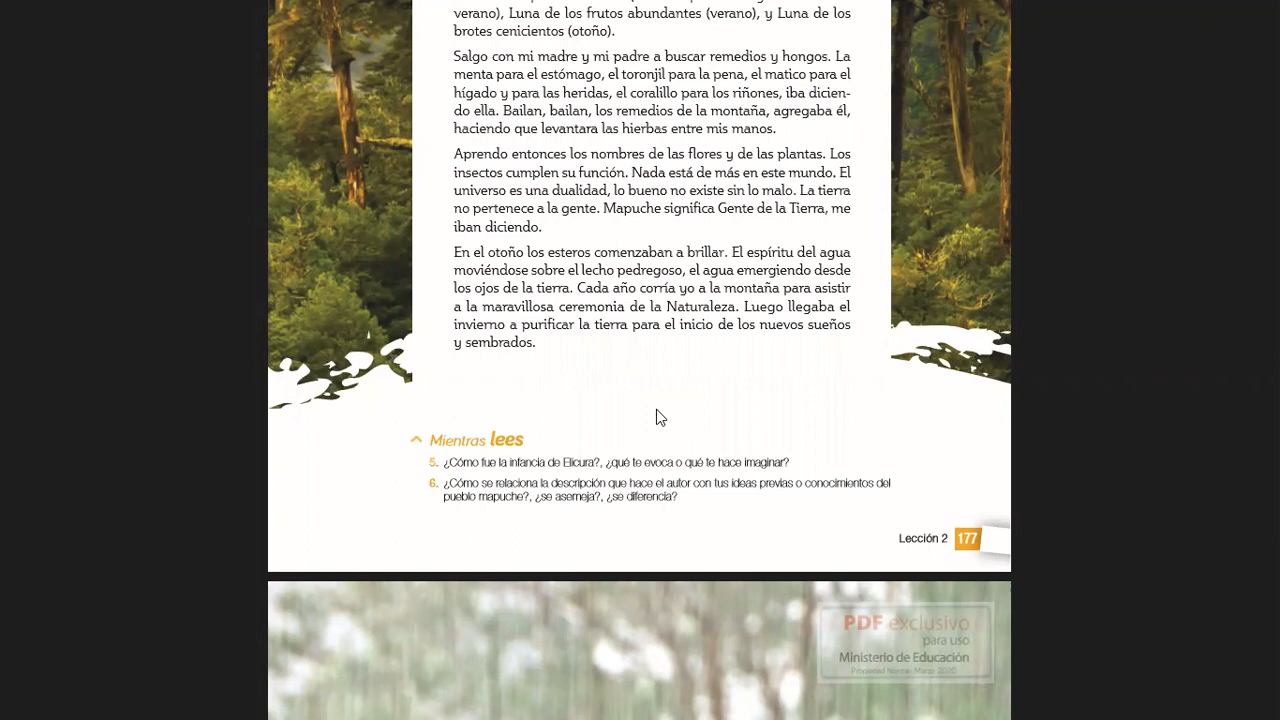 verano), Luna de los frutos abundantes (verano), y Luna de los
brotes cenicientos (otoño).
Salgo con mi madre y mi padre a buscar remedios y hongos. La
menta para el estómago, el toronjil para la pena, el matico para el
hígado y para las heridas, el coralillo para los riñones, iba dicien-
do ella. Bailan, bailan, los remedios de la montaña, agregaba él,
haciendo que levantara las hierbas entre mis manos.
Aprendo entonces los nombres de las flores y de las plantas. Los
insectos cumplen su función. Nada está de más en este mundo. El
universo es una dualidad, lo bueno no existe sin lo malo. La tierra
no pertenece a la gente. Mapuche significa Gente de la Tierra, me
iban diciendo.
En el otoño los esteros comenzaban a brillar. El espíritu del agua
moviéndose sobre el lecho pedregoso, el agua emergiendo desde
los ojos de la tierra. Cada año corría yo a la montaña para asistir
a la maravillosa ceremonia de la Naturaleza. Luego llegaba el
invierno a purificar la tierra para el inicio de los nuevos sueños
y sembrados.
Mientras lees
5. ¿Cómo fue la infancia de Elicura?, ¿qué te evoca o qué te hace imaginar?
6. ¿Cómo se relaciona la descripción que hace el autor con tus ideas previas o conocimientos del
pueblo mapuche?, ¿se asemeja?, ¿se diferencia?
Lección 2 177
PDF exclusivo
para uso
Ministerio de Educación